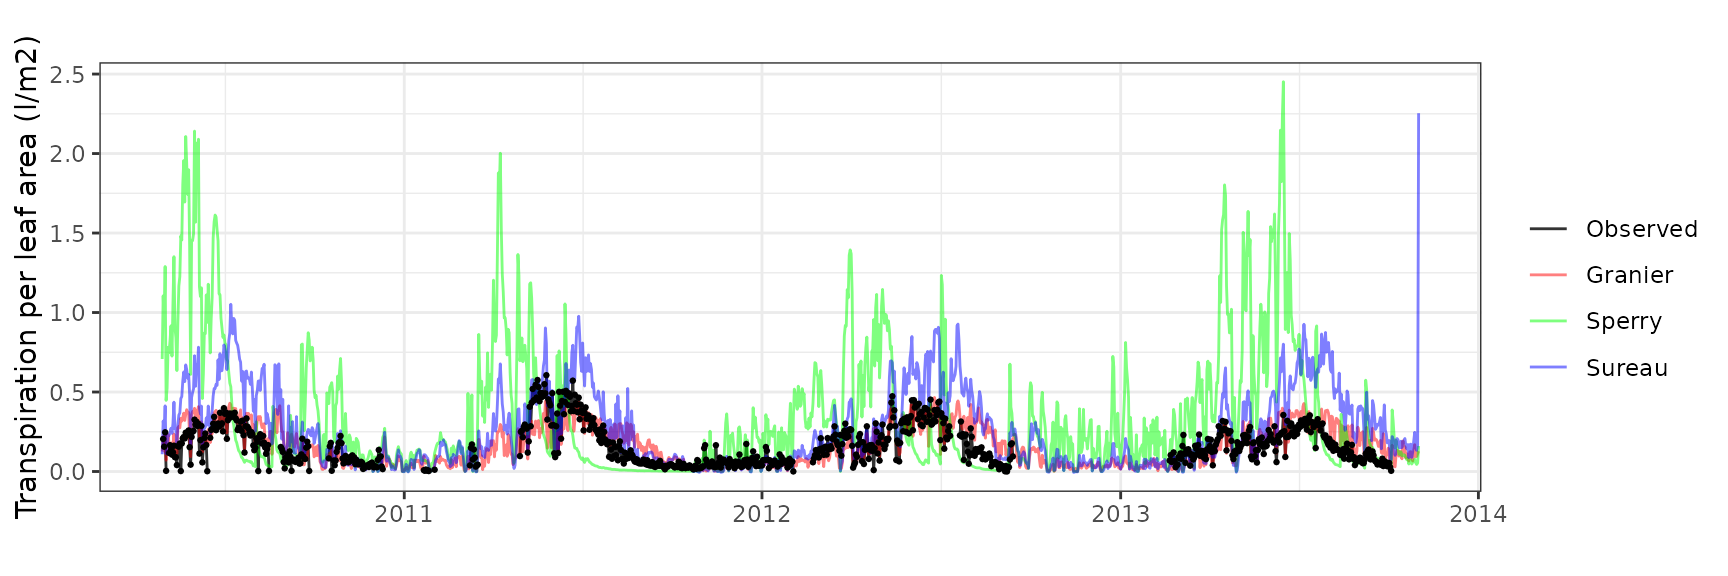 Transpiration per leaf area (l/m2)
2.5
2.0
1.5
1.0
0.5
0.0
2011
2012
2013
2014
Observed
Granier
Sperry
Sureau